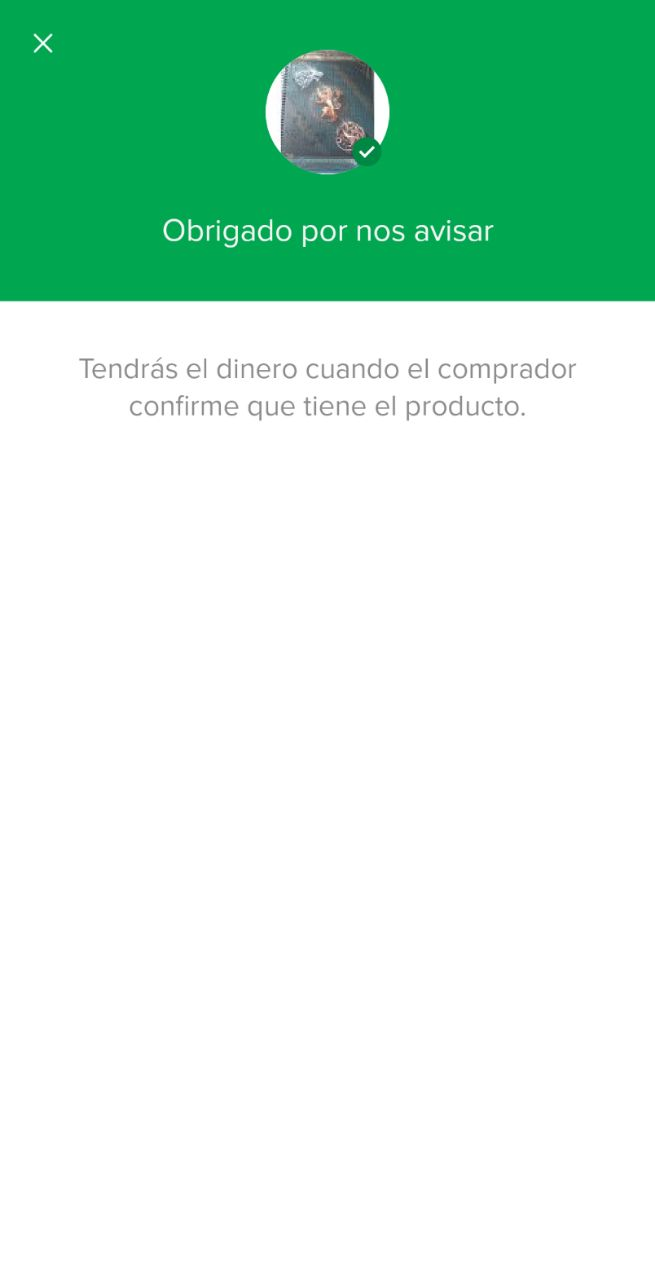 Obrigado por nos avisar
Tendrás el dinero cuando el comprador
confirme que tiene el producto.